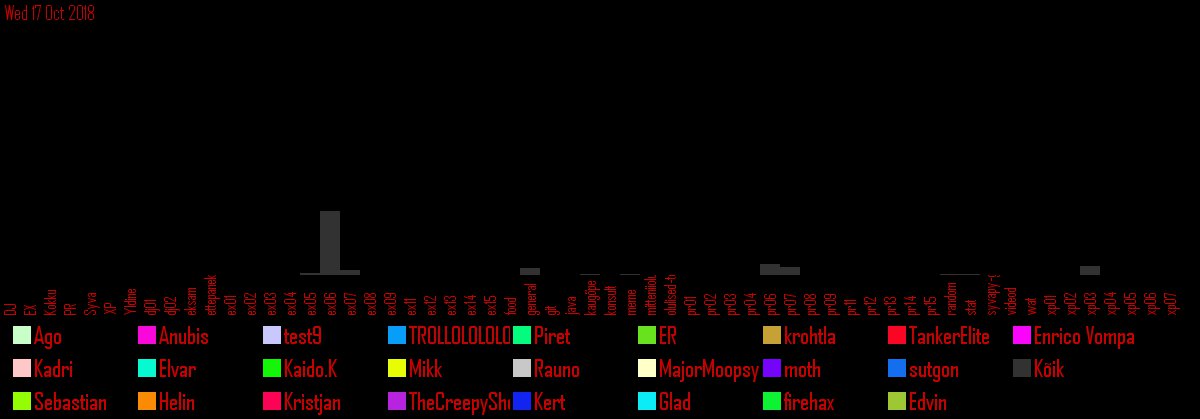 Wed 17 Oct 2018
DJ EX Kokku PR Syva XP Yldine dj01 dj02 eksam ettepanek ex01 ex02 ex03 ex04 ex05 ex06 ex07 ex08 ex09 ex11 ex12 ex13 ex14 ex15 general git java kaugõpe konsult meme olulised-t pr01 pr02 pr03 pr04 pr06 pr07 pr08 pr09 pr11 pr12 pr13 pr14 pr15 random stat videod waf xp01 xp02 xp03 xp04 xp05 xp06 xp07
Ago Anubis test9 TROLLOLOLOLO Piret ER krohtla TankerElite Enrico Vompa
Kadri Elvar Kaido.K Mikk Rauno MajorMoopsy moth sutgon Kõik
Sebastian Helin Kristjan TheCreepyShe Kert Glad firehax Edvin